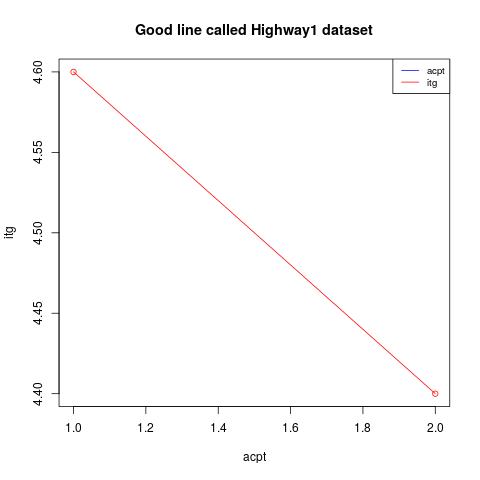 Good line called Highway1 dataset
acpt
itg
4.60
4.55
4.50
4.45
4.40
itg
1.0 1.2 1.4 1.6 1.8 2.0
acpt